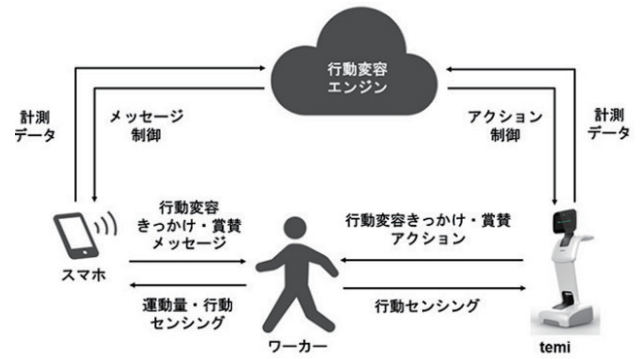 行動変容
エンジン
計測
データ
メッセージ
制御
アクション
制御
計測
データ
行動変容
きっかけ・賞賛
メッセージ
行動変容きっかけ・賞賛
アクション
スマホ
運動量・行動
センシング
ワーカー
行動センシング
temi